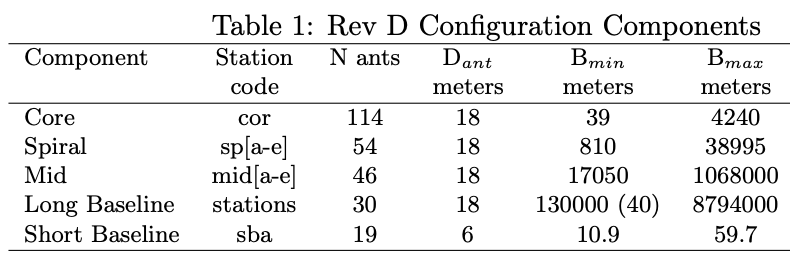 Table 1: Rev D Configuration Components
Component Station code N ants D_ant meters B_min meters B_max meters
Core cor 114 18 39 4240
Spiral sp[a-e] 54 18 810 38995
Mid mid[a-e] 46 18 17050 1068000
Long Baseline stations 30 18 130000 (40) 8794000
Short Baseline sba 19 6 10.9 59.7